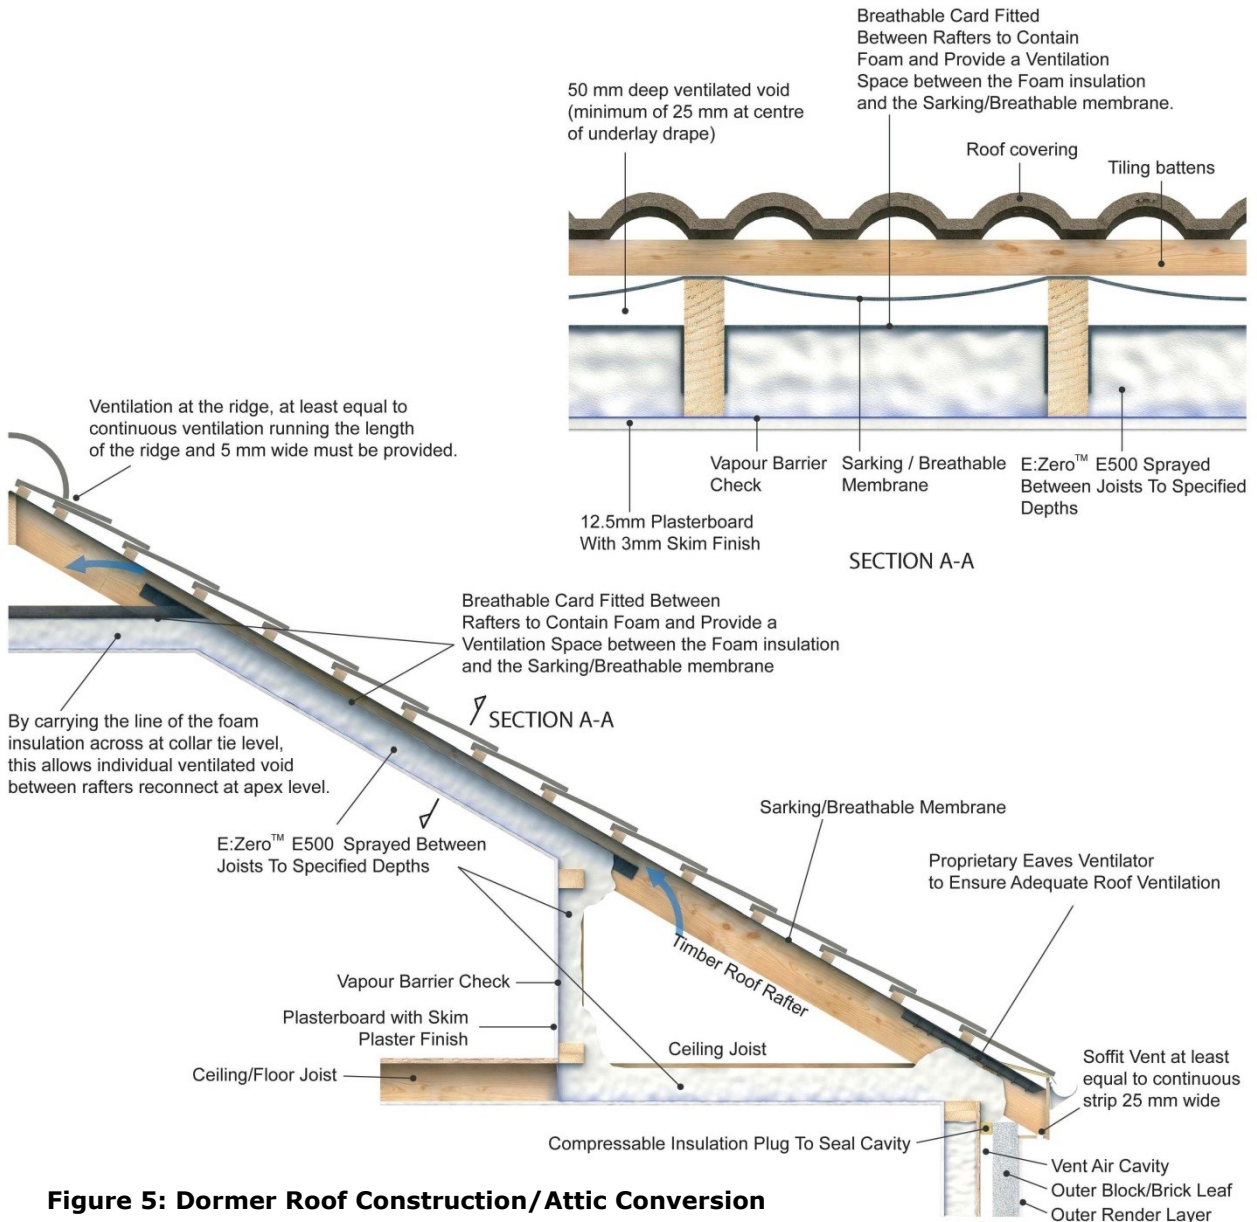 Breathable Card Fitted
Between Rafters to Contain
Foam and Provide a Ventilation
Space between the Foam insulation
and the Sarking/Breathable membrane.
50 mm deep ventilated void
(minimum of 25 mm at centre
of underlay drape)
Roof covering
Tiling battens
Vapour Barrier
Check
Sarking / Breathable
Membrane
E:Zero™ E500 Sprayed
Between Joists To Specified
Depths
12.5mm Plasterboard
With 3mm Skim Finish
SECTION A-A
Ventilation at the ridge, at least equal to
continuous ventilation running the length
of the ridge and 5 mm wide must be provided.
Breathable Card Fitted Between
Rafters to Contain Foam and Provide a
Ventilation Space between the Foam insulation
and the Sarking/Breathable membrane
SECTION A-A
By carrying the line of the foam
insulation across at collar tie level,
this allows individual ventilated void
between rafters reconnect at apex level.
E:Zero™ E500 Sprayed Between
Joists To Specified Depths
Sarking/Breathable Membrane
Proprietary Eaves Ventilator
to Ensure Adequate Roof Ventilation
Timber Roof Rafter
Vapour Barrier Check
Plasterboard with Skim
Plaster Finish
Ceiling Joist
Ceiling/Floor Joist
Soffit Vent at least
equal to continuous
strip 25 mm wide
Compressable Insulation Plug To Seal Cavity
Vent Air Cavity
Outer Block/Brick Leaf
Outer Render Layer
Figure 5: Dormer Roof Construction/Attic Conversion